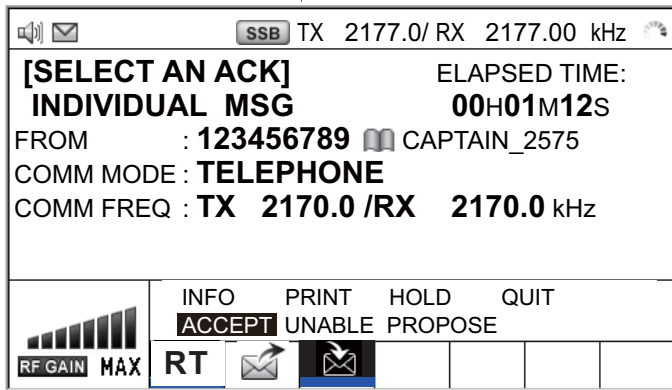 SSB TX 2177.0/ RX 2177.00 kHz
[SELECT AN ACK] ELAPSED TIME:
INDIVIDUAL MSG 00H01M12S
FROM : 123456789 CAPTAIN_2575
COMM MODE : TELEPHONE
COMM FREQ : TX 2170.0 /RX 2170.0 kHz
INFO PRINT HOLD QUIT
ACCEPT UNABLE PROPOSE
RF GAIN MAX RT